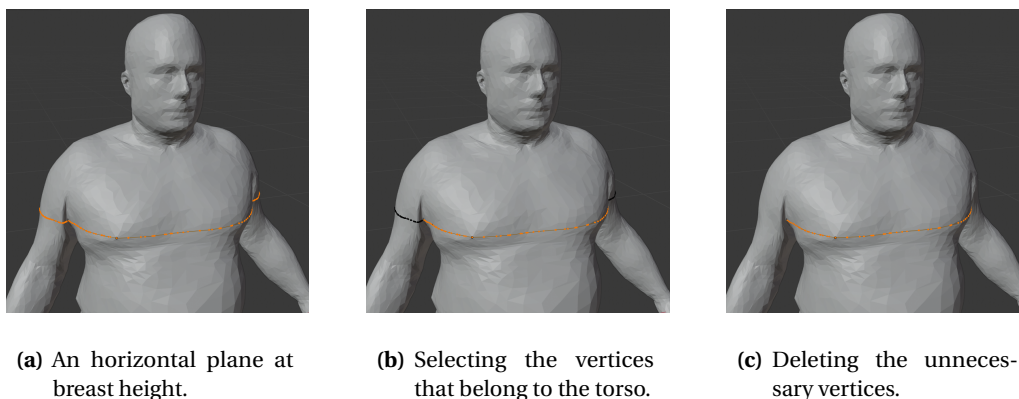 (a) An horizontal plane at
breast height.
(b) Selecting the vertices
that belong to the torso.
(c) Deleting the unneces-
sary vertices.